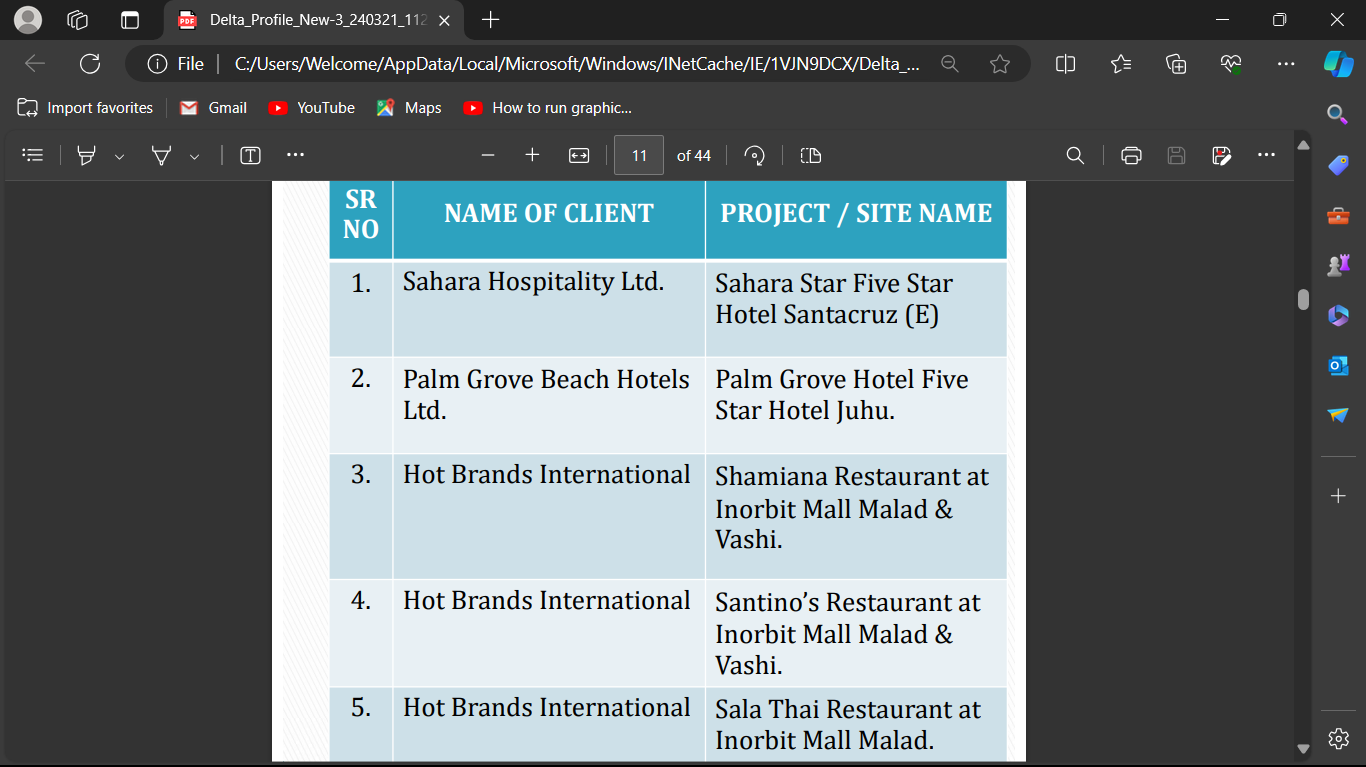 Delta_Profile_New-3_240321_112
File
C:/Users/Welcome/AppData/Local/Microsoft/Windows/INetCache/IE/1VJN9DCX/Delta_...
Import favorites
Gmail
YouTube
Maps
How to run graphic...
11 of 44
SR
NO
NAME OF CLIENT
PROJECT / SITE NAME
1.
Sahara Hospitality Ltd.
Sahara Star Five Star
Hotel Santacruz (E)
2.
Palm Grove Beach Hotels
Ltd.
Palm Grove Hotel Five
Star Hotel Juhu.
3.
Hot Brands International
Shamiana Restaurant at
Inorbit Mall Malad &
Vashi.
4.
Hot Brands International
Santino’s Restaurant at
Inorbit Mall Malad &
Vashi.
5.
Hot Brands International
Sala Thai Restaurant at
Inorbit Mall Malad.